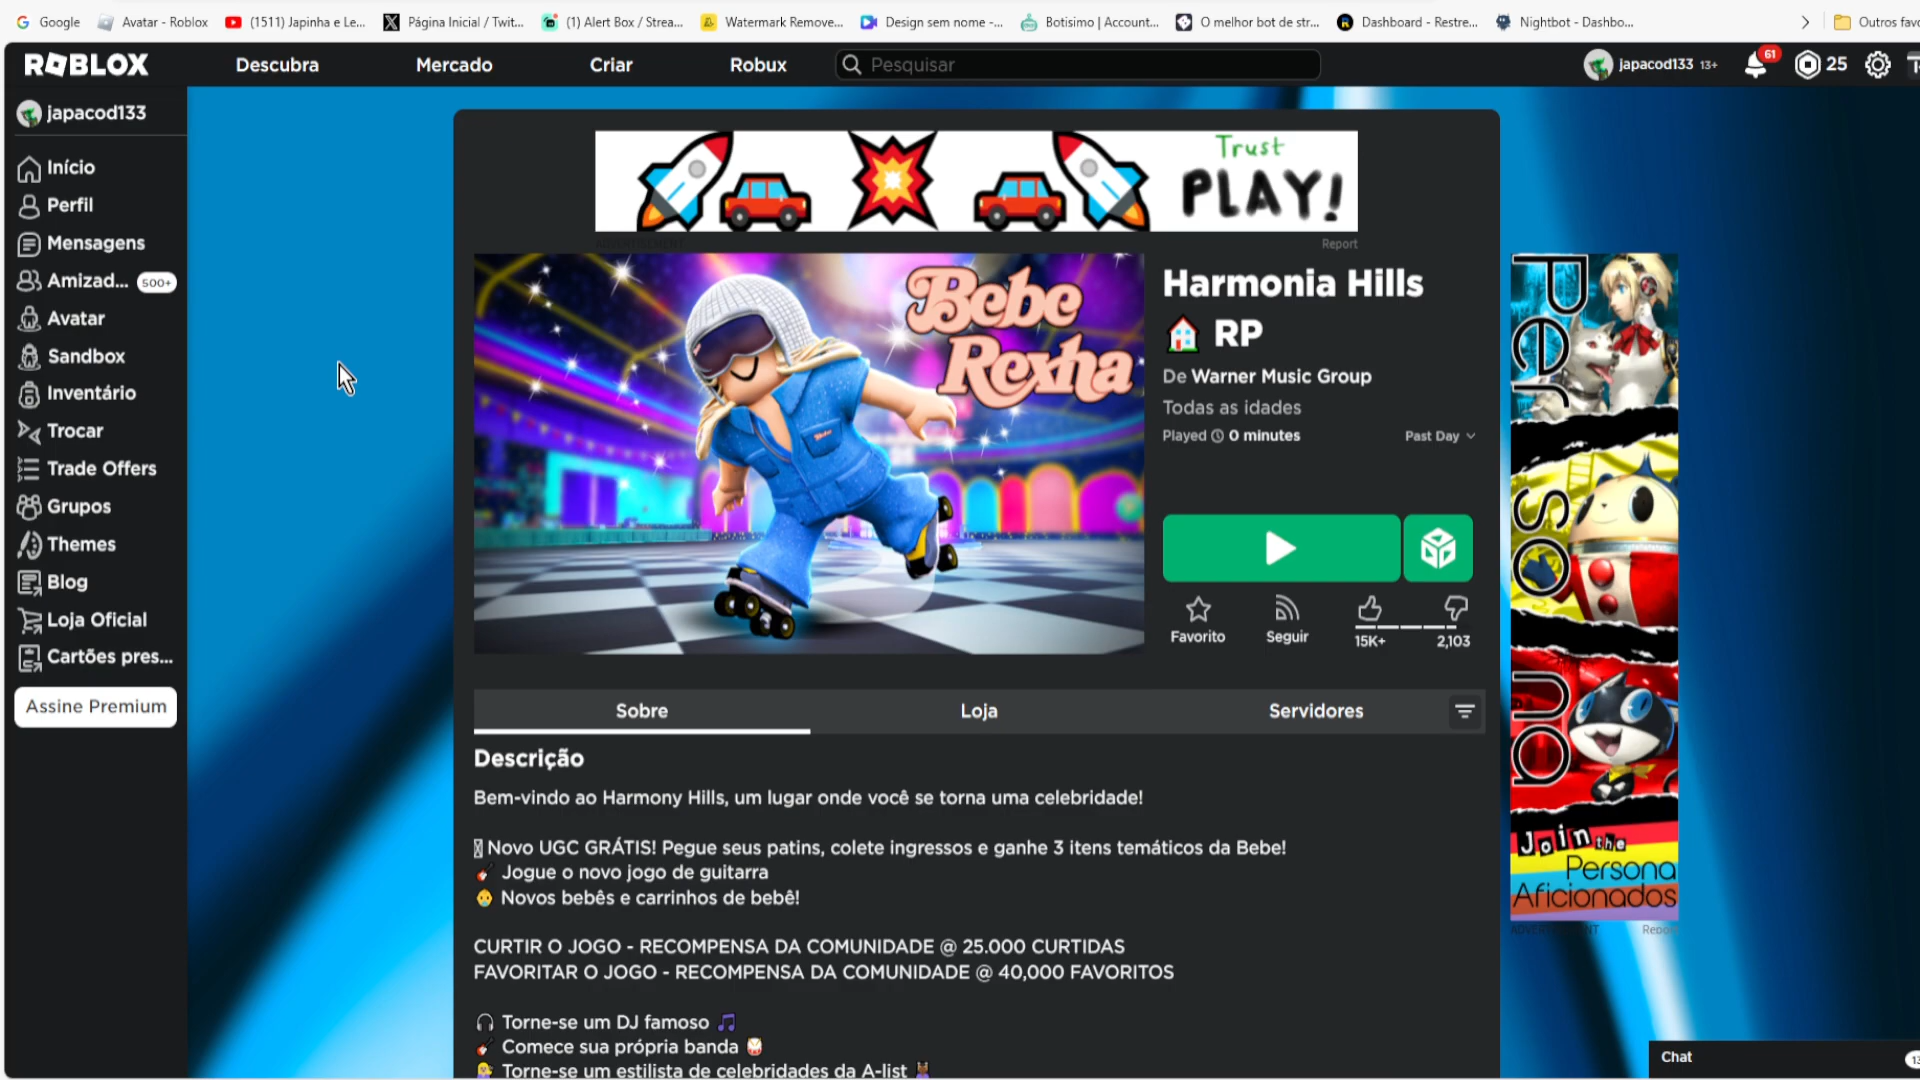 Google
Avatar - Roblox
(1511) Japinha e Le...
Página Inicial / Twit...
(1) Alert Box / Strea...
Watermark Remove...
Design sem nome -...
Botisimo | Account...
O melhor bot de str...
Dashboard - Restre...
Nightbot - Dashbo...
Outros favo
ROBLOX
Descubra
Mercado
Criar
Robux
Pesquisar
japacod133 13+
61
25
japacod133
Início
Perfil
Mensagens
Amizad... 500+
Avatar
Sandbox
Inventário
Trocar
Trade Offers
Grupos
Themes
Blog
Loja Oficial
Cartões pres...
Assine Premium
Trust
PLAY!
ADVERTISEMENT
Report
Bebe
Rexha
Harmonia Hills
RP
De Warner Music Group
Todas as idades
Played 0 minutes
Past Day
Favorito
Seguir
15K+
2,103
Sobre
Loja
Servidores
Descrição
Bem-vindo ao Harmony Hills, um lugar onde você se torna uma celebridade!
Novo UGC GRÁTIS! Pegue seus patins, colete ingressos e ganhe 3 itens temáticos da Bebe!
🎸 Jogue o novo jogo de guitarra
👶 Novos bebês e carrinhos de bebê!
CURTIR O JOGO - RECOMPENSA DA COMUNIDADE @ 25.000 CURTIDAS
FAVORITAR O JOGO - RECOMPENSA DA COMUNIDADE @ 40,000 FAVORITOS
🎧 Torne-se um DJ famoso 🎵
🎸 Comece sua própria banda 🥁
Torne-se um estilista de celebridades da A-list
Persona
Join the
Persona
Aficionados
ADVERTISEMENT
Report
Chat